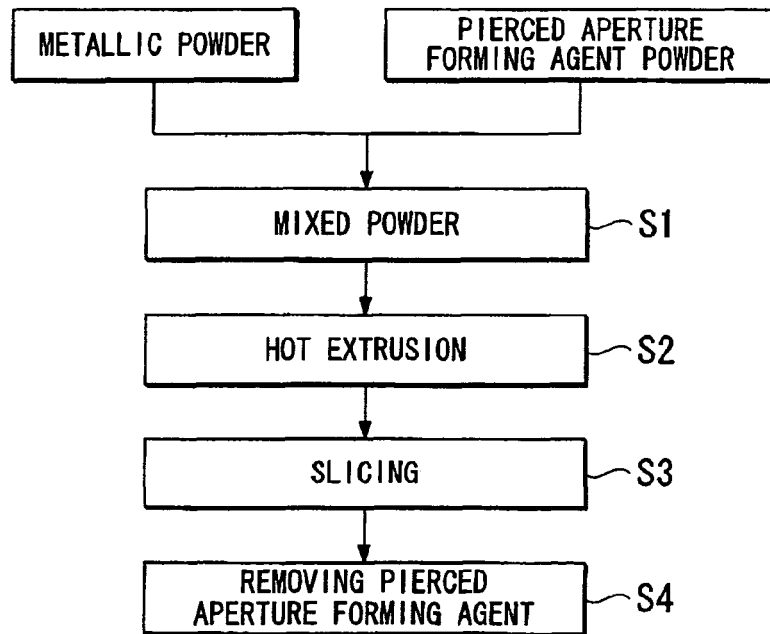 METALLIC POWDER
PIERCED APERTURE
FORMING AGENT POWDER
MIXED POWDER
S1
HOT EXTRUSION
S2
SLICING
S3
REMOVING PIERCED
APERTURE FORMING AGENT
S4